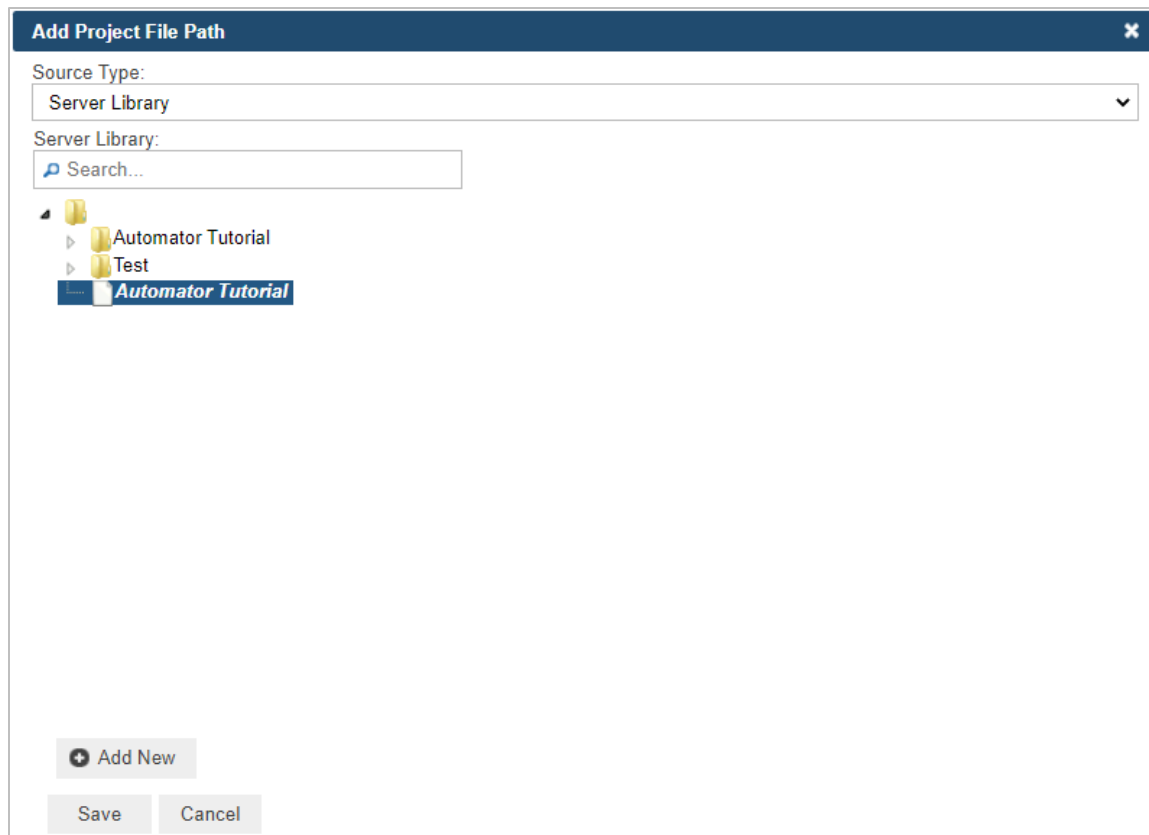 Add Project File Path
Source Type:
Server Library
Server Library:
Search...
Automator Tutorial
Test
Automator Tutorial
Add New
Save Cancel